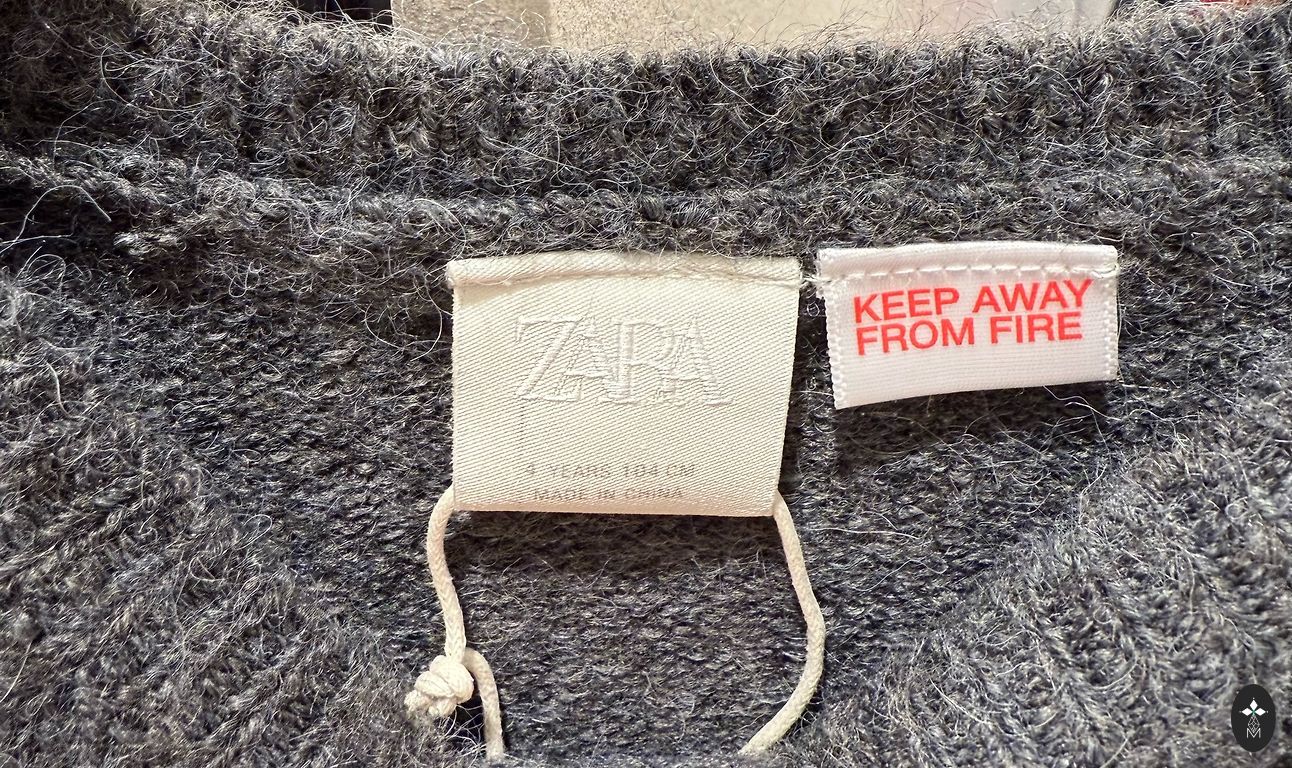 ZARA
4 YEARS 104 CM
MADE IN CHINA
KEEP AWAY
FROM FIRE
M